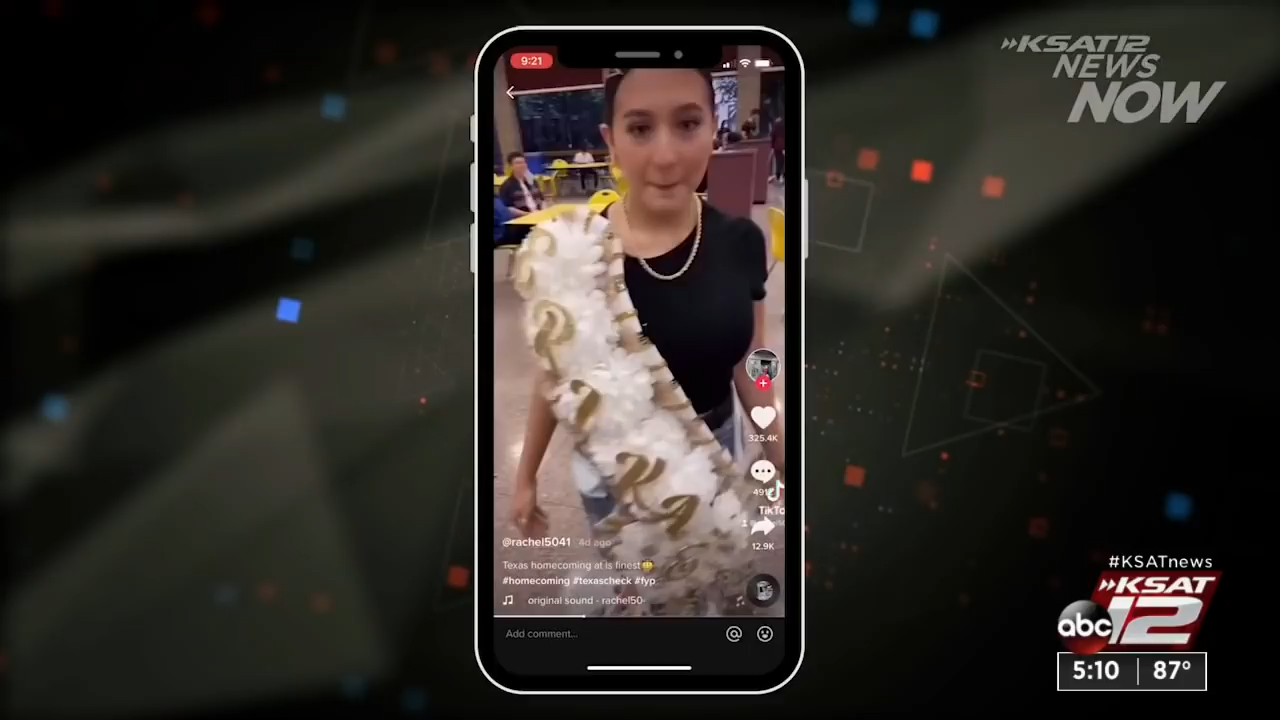 KSAT12
NEWS
NOW
9:21
325.4K
491
TikTo
12.9K
@rachel5041 4d ago
Texas homecoming at is finest
#homecoming #texascheck #fyp
original sound - rachel50
Add comment...
#KSATnews
KSAT
12
abc
5:10 87°